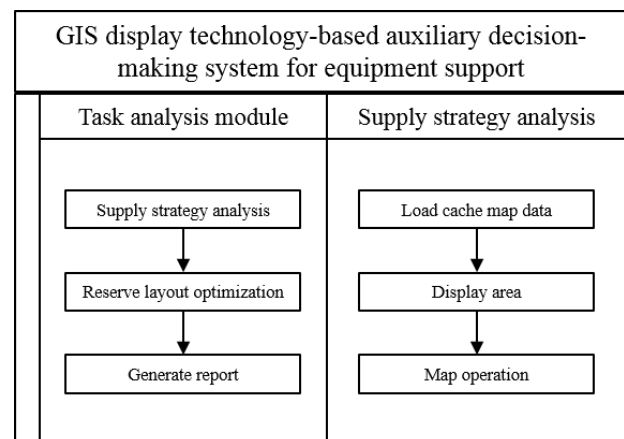 GIS display technology-based auxiliary decision-
making system for equipment support
Task analysis module
Supply strategy analysis
Supply strategy analysis
Reserve layout optimization
Generate report
Load cache map data
Display area
Map operation